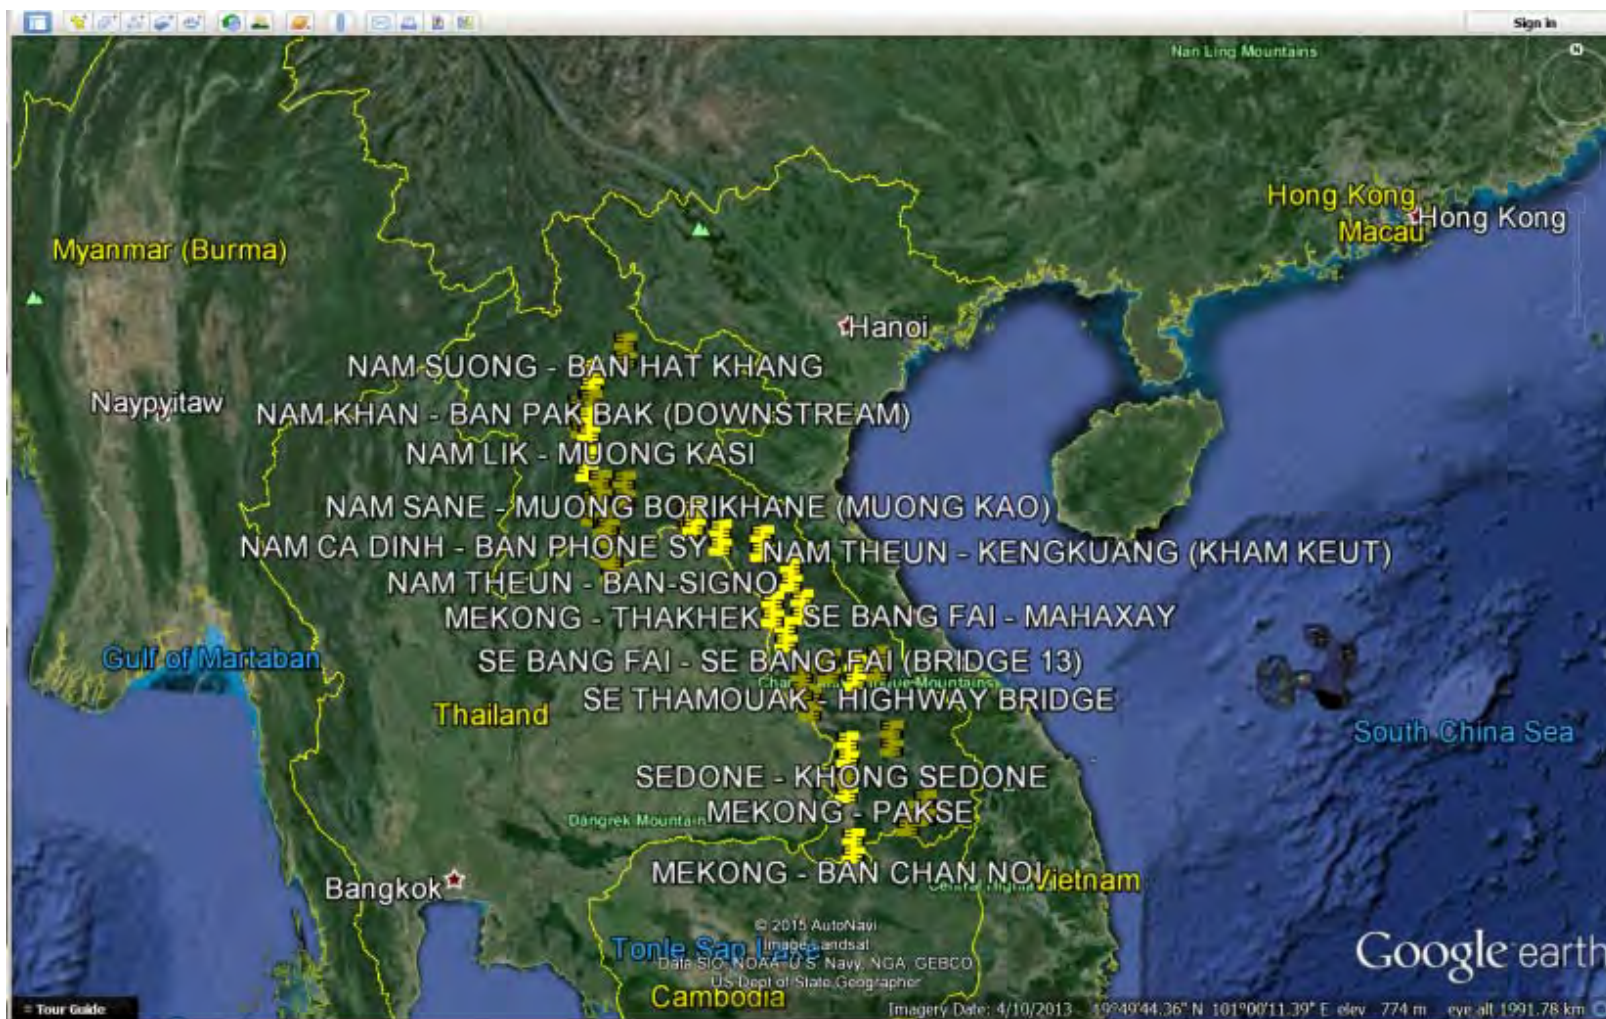 Sign in
Nan Ling Mountains
N
Hong Kong
Hong Kong
Macau
Myanmar (Burma)
Hanoi
NAM SUONG - BAN HAT KHANG
Naypyitaw
NAM KHAN - BAN PAK BAK (DOWNSTREAM)
NAM LIK - MUONG KASI
NAM SANE - MUONG BORIKHANE (MUONG KAO)
NAM CA DINH - BAN PHONE SY
NAM THEUN - KENGKUANG (KHAM KEUT)
NAM THEUN - BAN-SIGNO
MEKONG - THAKHEK
SE BANG FAI - MAHAXAY
Gulf of Martaban
SE BANG FAI - SE BANG FAI (BRIDGE 13)
Mountains
SE THAMOUAK - HIGHWAY BRIDGE
Thailand
South China Sea
SEDONE - KHONG SEDONE
MEKONG - PAKSE
Dangrek Mountain
MEKONG - BAN CHAN NOI
Vietnam
Bangkok
© 2015 AutoNavi
Image Landsat
Tonle Sap Lake
Data SIO, NOAA, U.S. Navy, NGA, GEBCO
US Dept of State Geographer
Cambodia
Google earth
Tour Guide
Imagery Date: 4/10/2013 19°49'44.36" N 101°00'11.39" E elev 774 m eye alt 1991.78 km